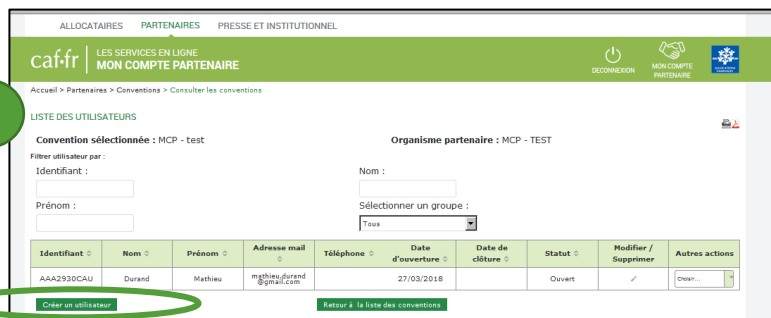 ALLOCATAIRES PARTENAIRES PRESSE ET INSTITUTIONNEL
caf.fr LES SERVICES EN LIGNE
MON COMPTE PARTENAIRE
DECONNEXION
MON COMPTE
PARTENAIRE
Accueil > Partenaires > Conventions > Consulter les conventions
LISTE DES UTILISATEURS
Convention sélectionnée : MCP - test Organisme partenaire : MCP - TEST
Filtrer utilisateur par :
Identifiant : Nom :
Prénom : Sélectionner un groupe :
Tous
Identifiant Nom Prénom Adresse mail Téléphone Date d'ouverture Date de clôture Statut Modifier / Supprimer Autres actions
AAA2930CAU Durand Mathieu mathieu.durand@gmail.com 27/03/2018 Ouvert Choisir...
Créer un utilisateur Retour à la liste des conventions